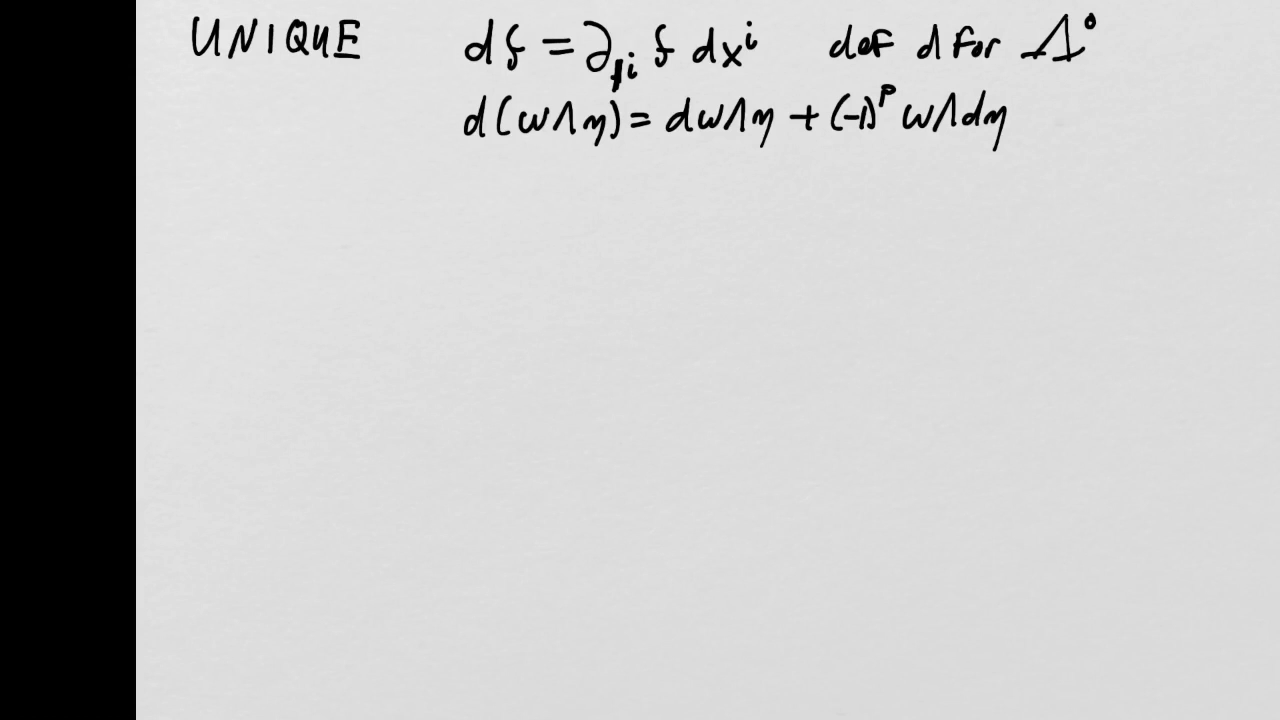 UNIQUE df = ∂,i f dxⁱ def d for Λ⁰
d(ω∧η) = dω∧η + (-1)ᵖ ω∧dη